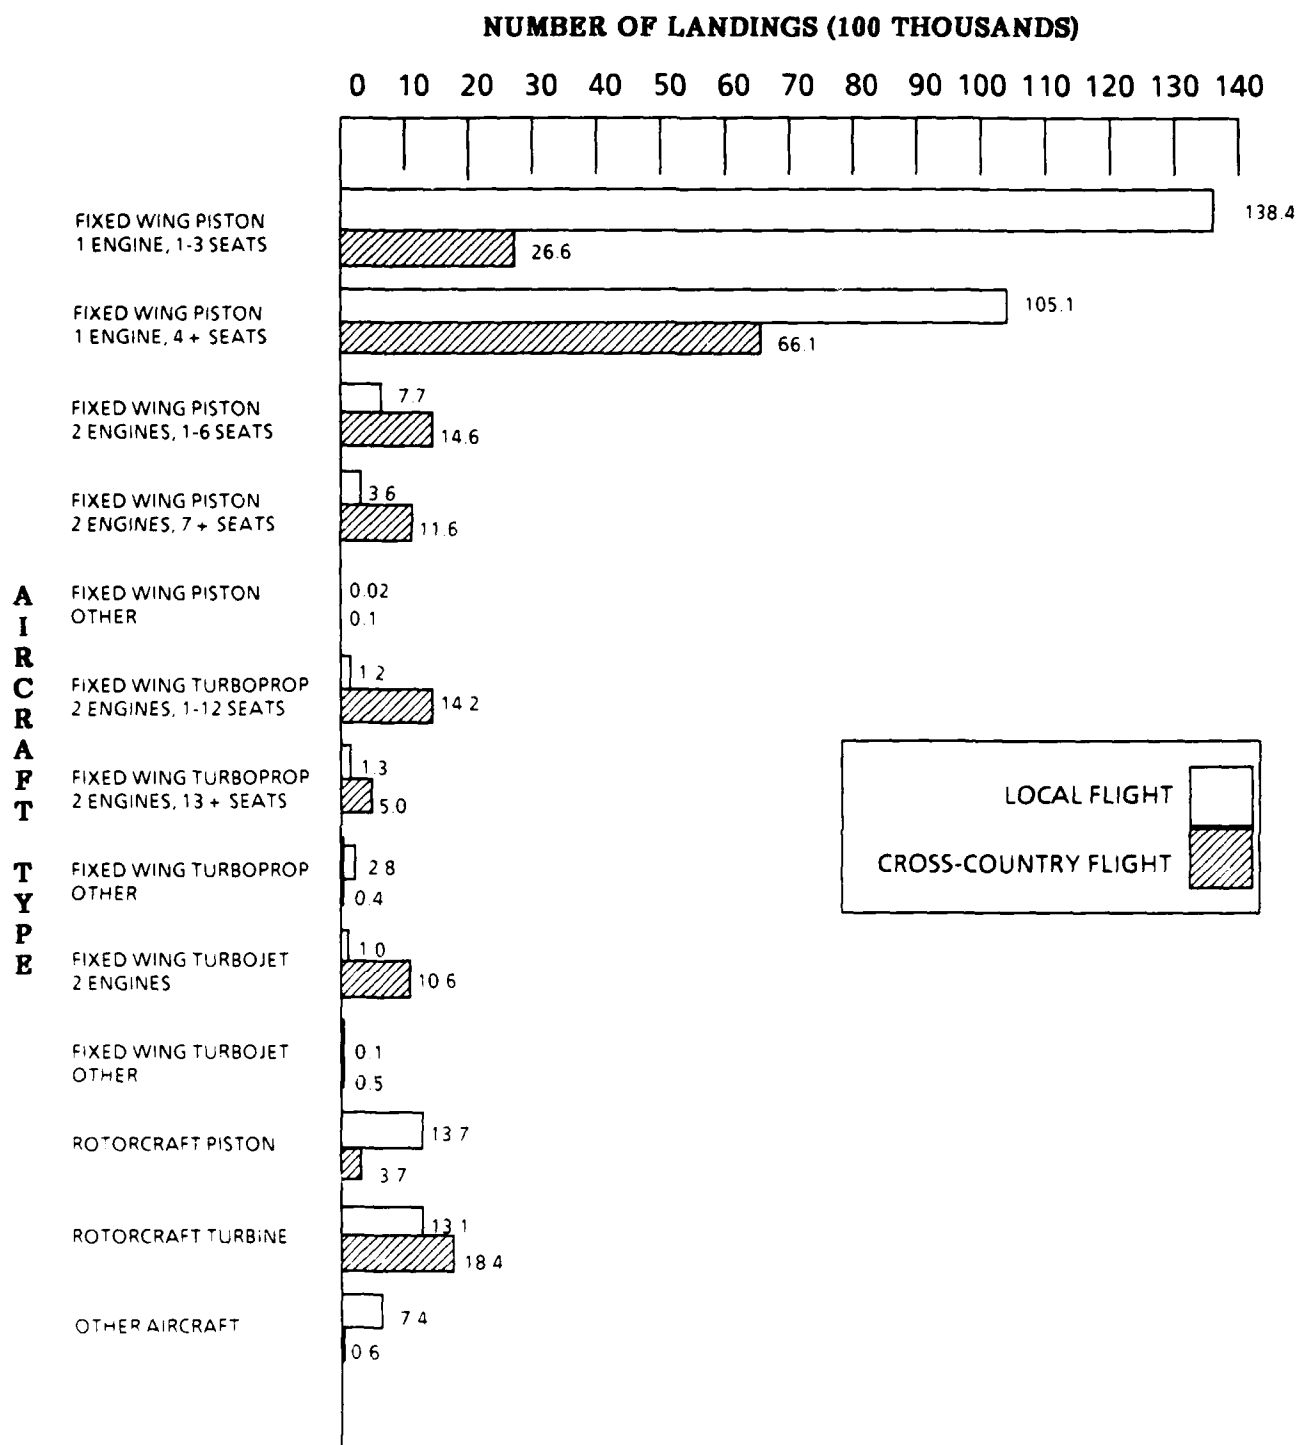 NUMBER OF LANDINGS (100 THOUSANDS)
0 10 20 30 40 50 60 70 80 90 100 110 120 130 140
FIXED WING PISTON
1 ENGINE, 1-3 SEATS
138.4
26.6
FIXED WING PISTON
1 ENGINE, 4 + SEATS
105.1
66.1
FIXED WING PISTON
2 ENGINES, 1-6 SEATS
7.7
14.6
FIXED WING PISTON
2 ENGINES, 7 + SEATS
3 6
11.6
FIXED WING PISTON
OTHER
0.02
0.1
FIXED WING TURBOPROP
2 ENGINES, 1-12 SEATS
1 2
14 2
FIXED WING TURBOPROP
2 ENGINES, 13 + SEATS
1.3
5.0
FIXED WING TURBOPROP
OTHER
2 8
0.4
FIXED WING TURBOJET
2 ENGINES
1 0
10 6
FIXED WING TURBOJET
OTHER
0.1
0.5
ROTORCRAFT PISTON
13 7
3 7
ROTORCRAFT TURBINE
13 1
18 4
OTHER AIRCRAFT
7 4
0 6
AIRCRAFT TYPE
LOCAL FLIGHT
CROSS-COUNTRY FLIGHT